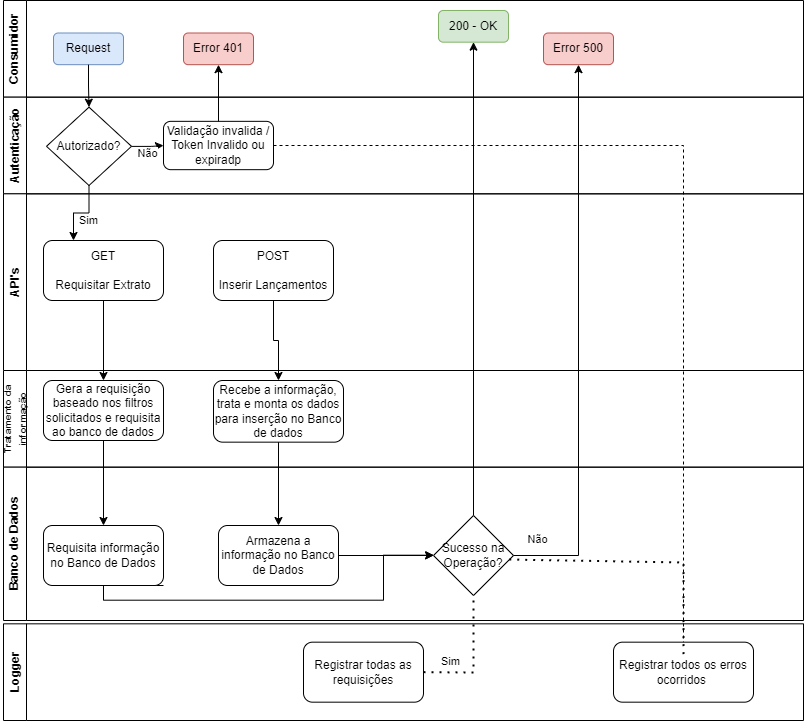 Consumidor
Request
Error 401
200 - OK
Error 500
Autenticação
Autorizado?
Não
Validação invalida /
Token Invalido ou
expiradp
Sim
API's
GET
Requisitar Extrato
POST
Inserir Lançamentos
Tratamento da
informação
Gera a requisição
baseado nos filtros
solicitados e requisita
ao banco de dados
Recebe a informação,
trata e monta os dados
para inserção no Banco
de dados
Banco de Dados
Requisita informação
no Banco de Dados
Armazena a
informação no Banco
de Dados
Sucesso na
Operação?
Não
Logger
Registrar todas as
requisições
Sim
Registrar todos os erros
ocorridos